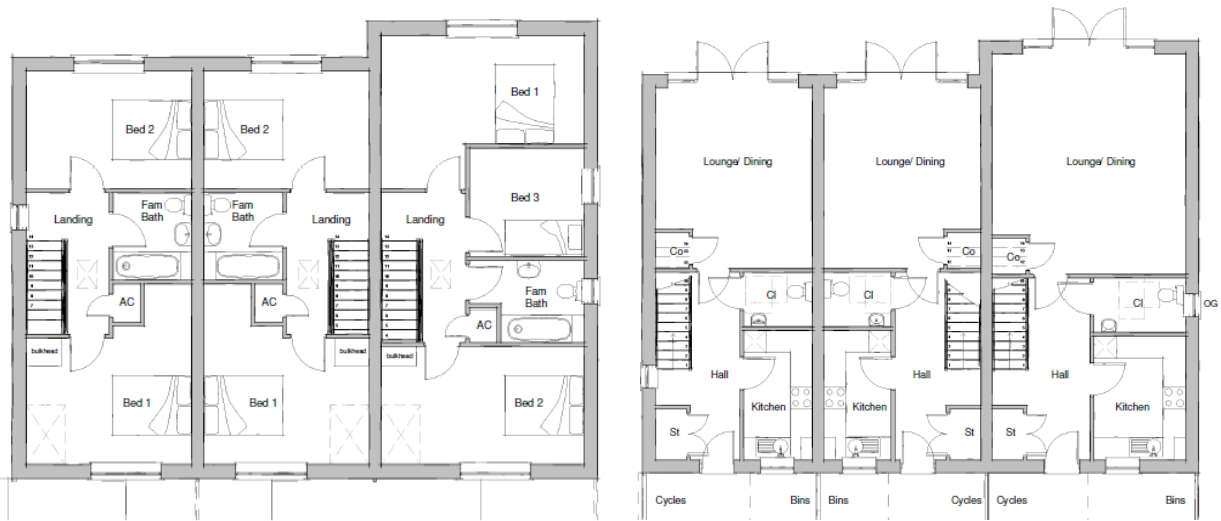 Bed 1
Bed 2
Bed 2
Bed 3
Fam
Bath
Fam
Bath
Landing
Landing
Landing
Fam
Bath
AC
AC
AC
bulkhead
bulkhead
bulkhead
Bed 1
Bed 1
Bed 2
Lounge/ Dining
Lounge/ Dining
Lounge/ Dining
Co
Co
Co
Cl
Cl
Cl
OG
Hall
Hall
Hall
Kitchen
Kitchen
Kitchen
St
St
St
Cycles
Bins
Bins
Cycles
Cycles
Bins